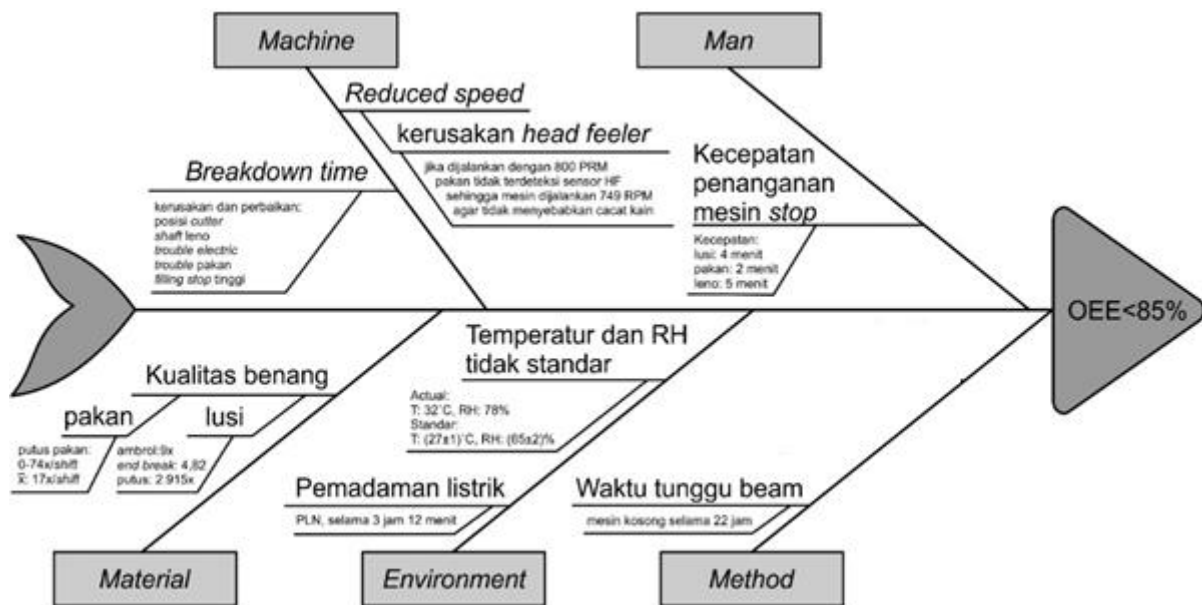 Machine
Man
Reduced speed
kerusakan head feeler
jika dijalankan dengan 800 PRM
pakan tidak terdeteksi sensor HF
sehingga mesin dijalankan 749 RPM
agar tidak menyebabkan cacat kain
Breakdown time
kerusakan dan perbaikan:
posisi cutter
shaft leno
trouble electric
trouble pakan
filling stop tinggi
Kecepatan
penanganan
mesin stop
Kecepatan:
lusi: 4 menit
pakan: 2 menit
leno: 5 menit
OEE<85%
Kualitas benang
pakan
putus pakan:
0-74x/shift
x̅: 17x/shift
lusi
ambrol:9x
end break: 4,82
putus: 2.915x
Temperatur dan RH
tidak standar
Actual:
T: 32°C, RH: 78%
Standar:
T: (27±1)°C, RH: (65±2)%
Pemadaman listrik
PLN, selama 3 jam 12 menit
Waktu tunggu beam
mesin kosong selama 22 jam
Material
Environment
Method